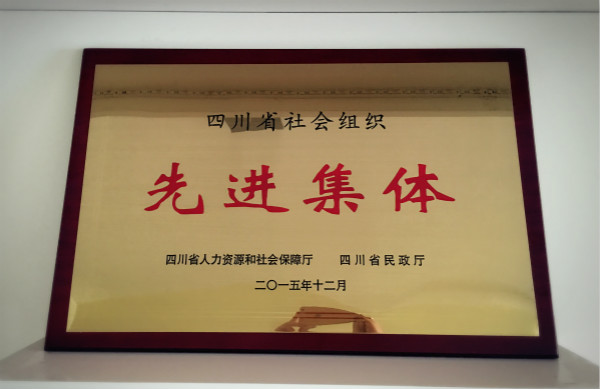 四川省社会组织
先进集体
四川省人力资源和社会保障厅 四川省民政厅
二〇一五年十二月